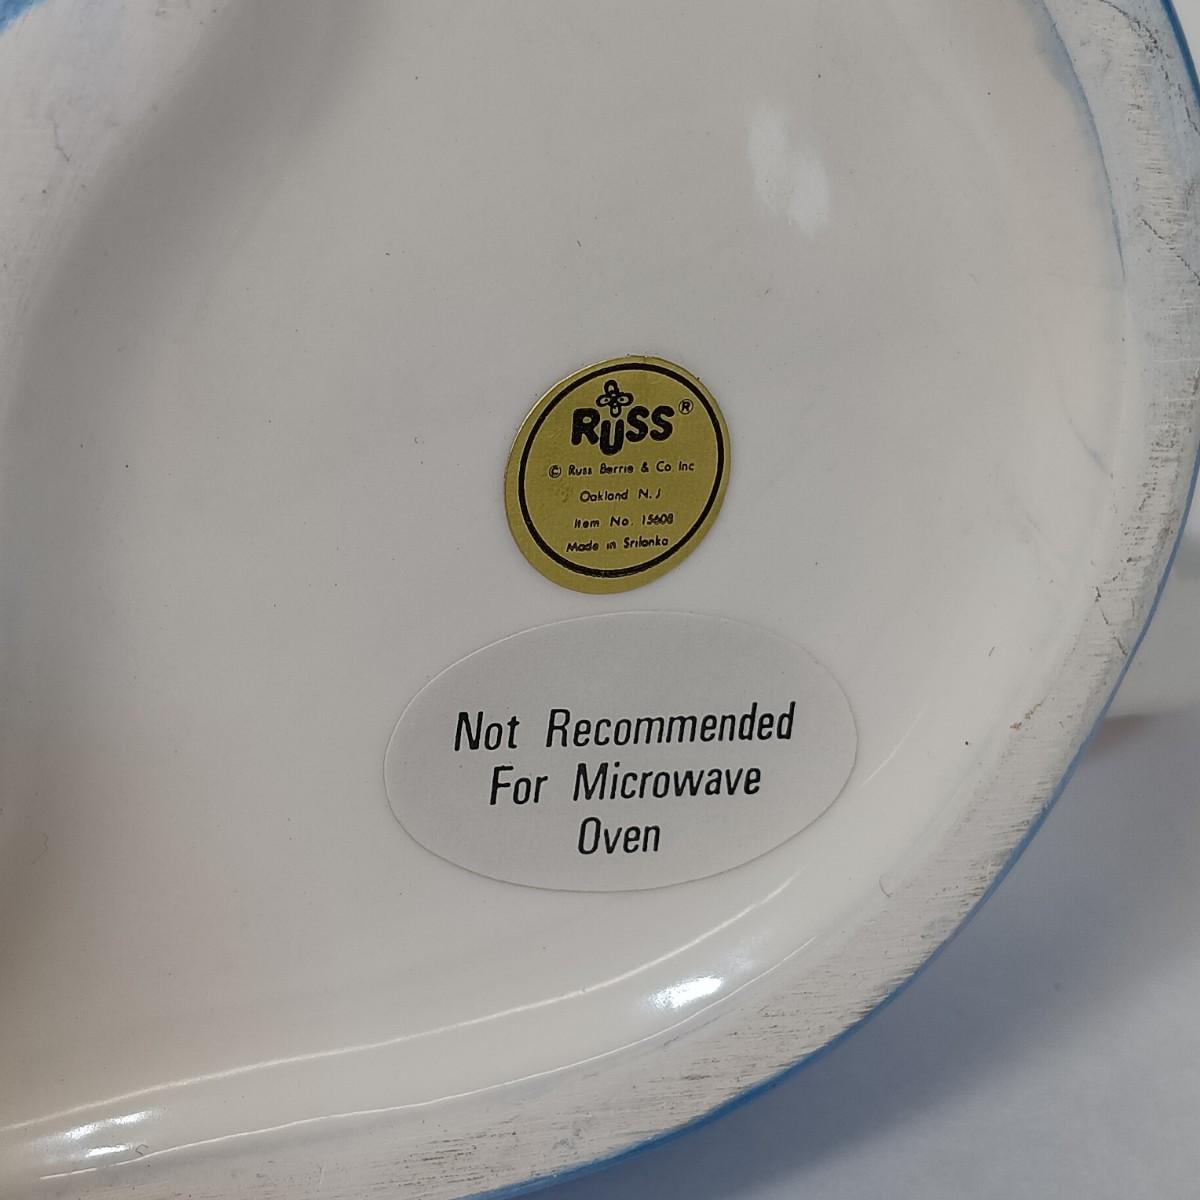 RUSS®
© Russ Berrie & Co Inc
Oakland N.J
Item No. 15608
Made in Srilanka
Not Recommended
For Microwave
Oven